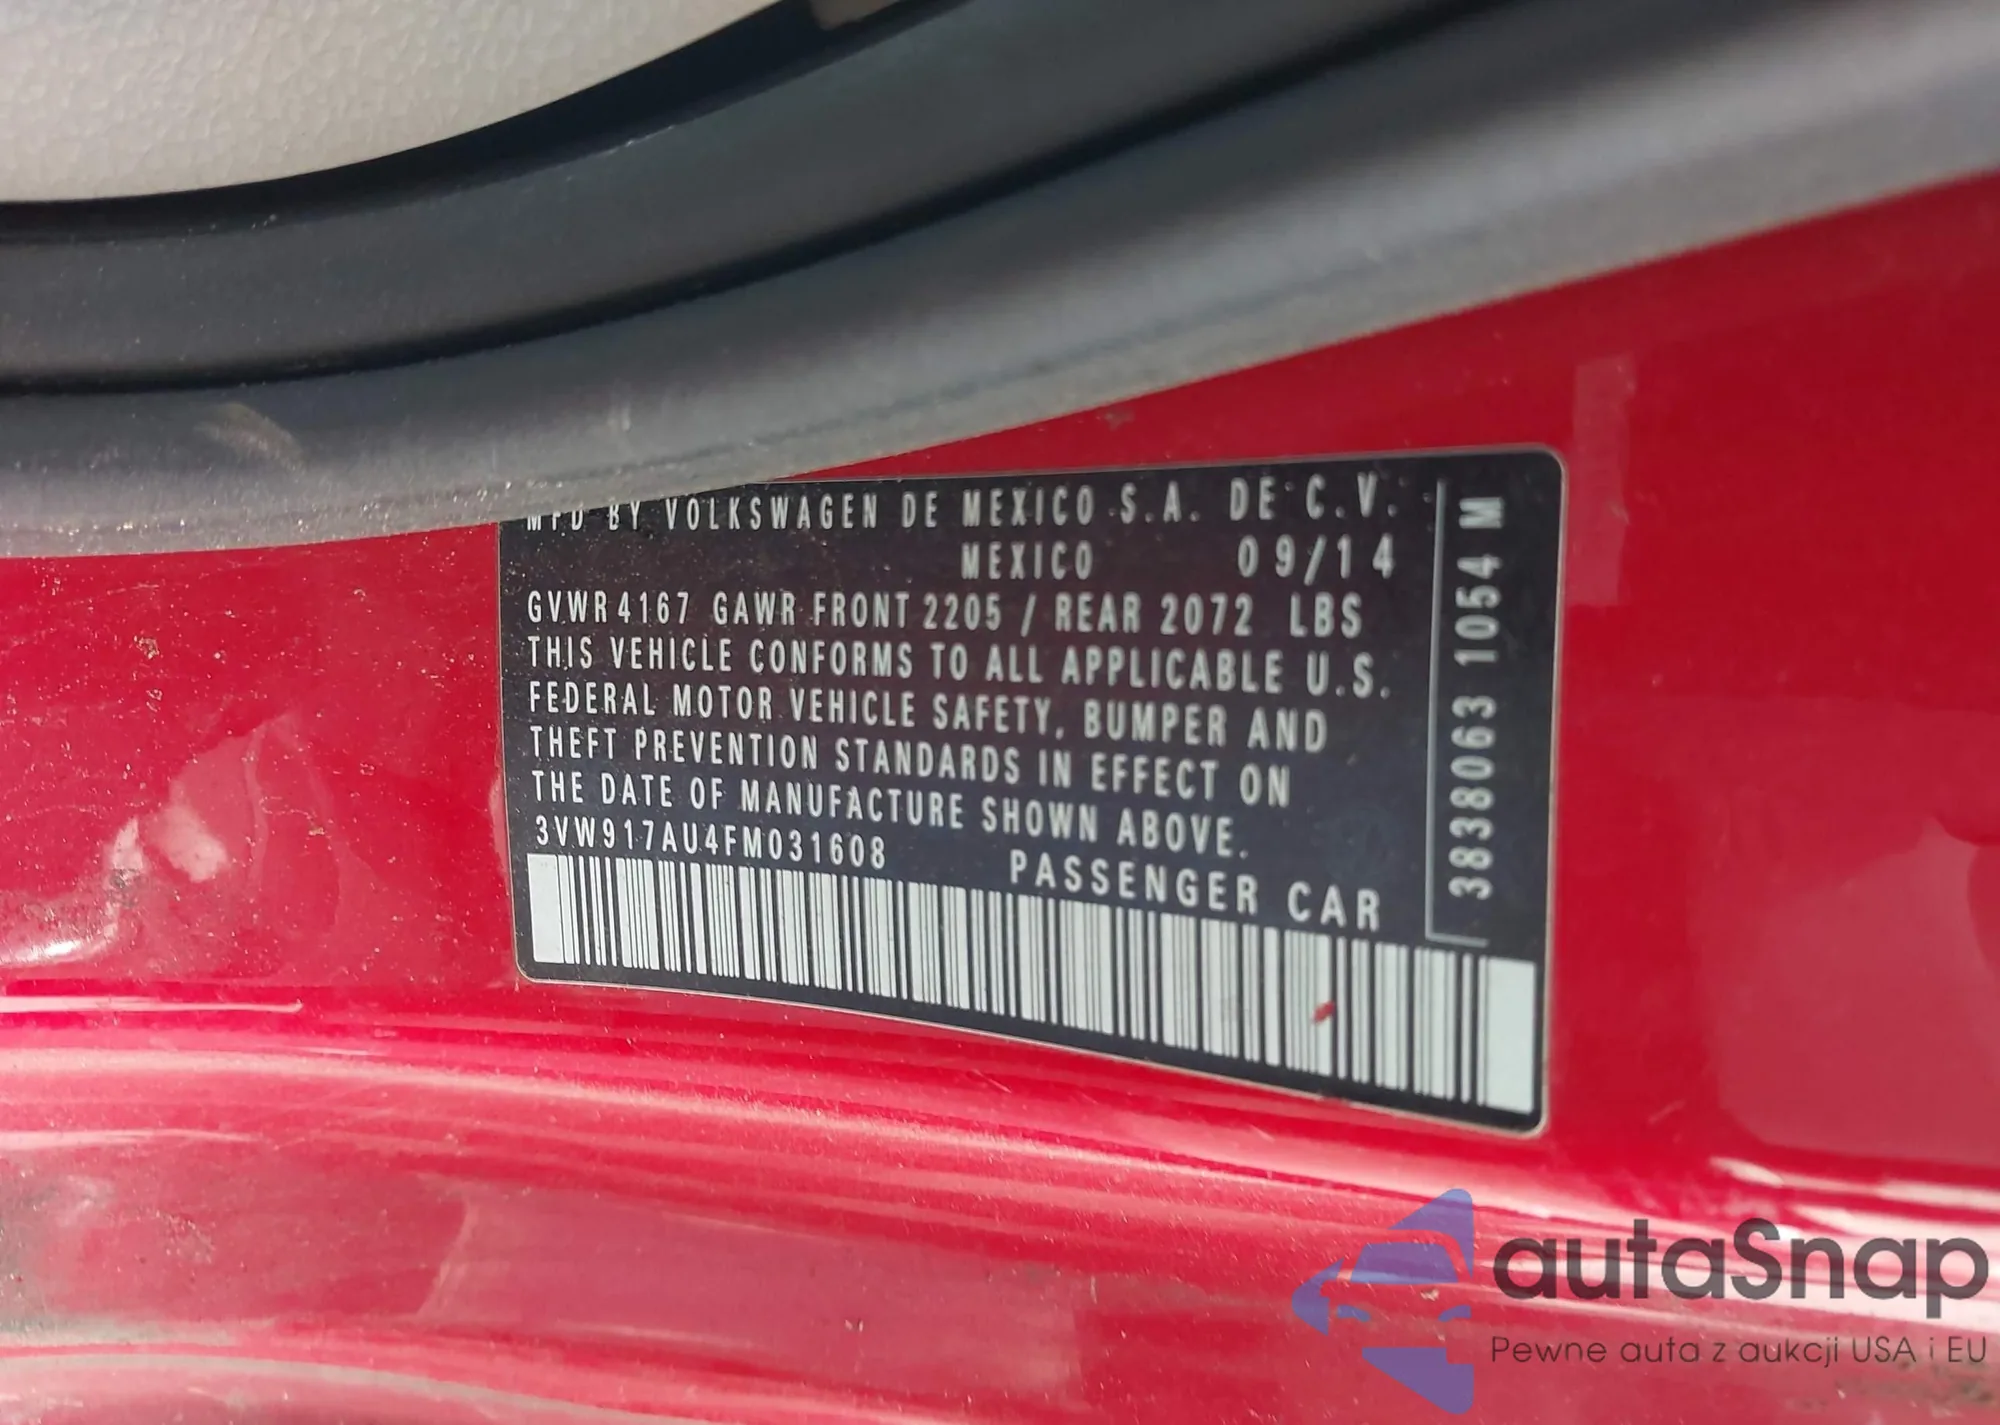 MFD BY VOLKSWAGEN DE MEXICO S.A. DE C.V.
MEXICO 09/14
GVWR 4167 GAWR FRONT 2205 / REAR 2072 LBS
THIS VEHICLE CONFORMS TO ALL APPLICABLE U.S.
FEDERAL MOTOR VEHICLE SAFETY, BUMPER AND
THEFT PREVENTION STANDARDS IN EFFECT ON
THE DATE OF MANUFACTURE SHOWN ABOVE.
3VW917AU4FM031608 PASSENGER CAR
3838063 1054 M
autaSnap
Pewne auta z aukcji USA i EU